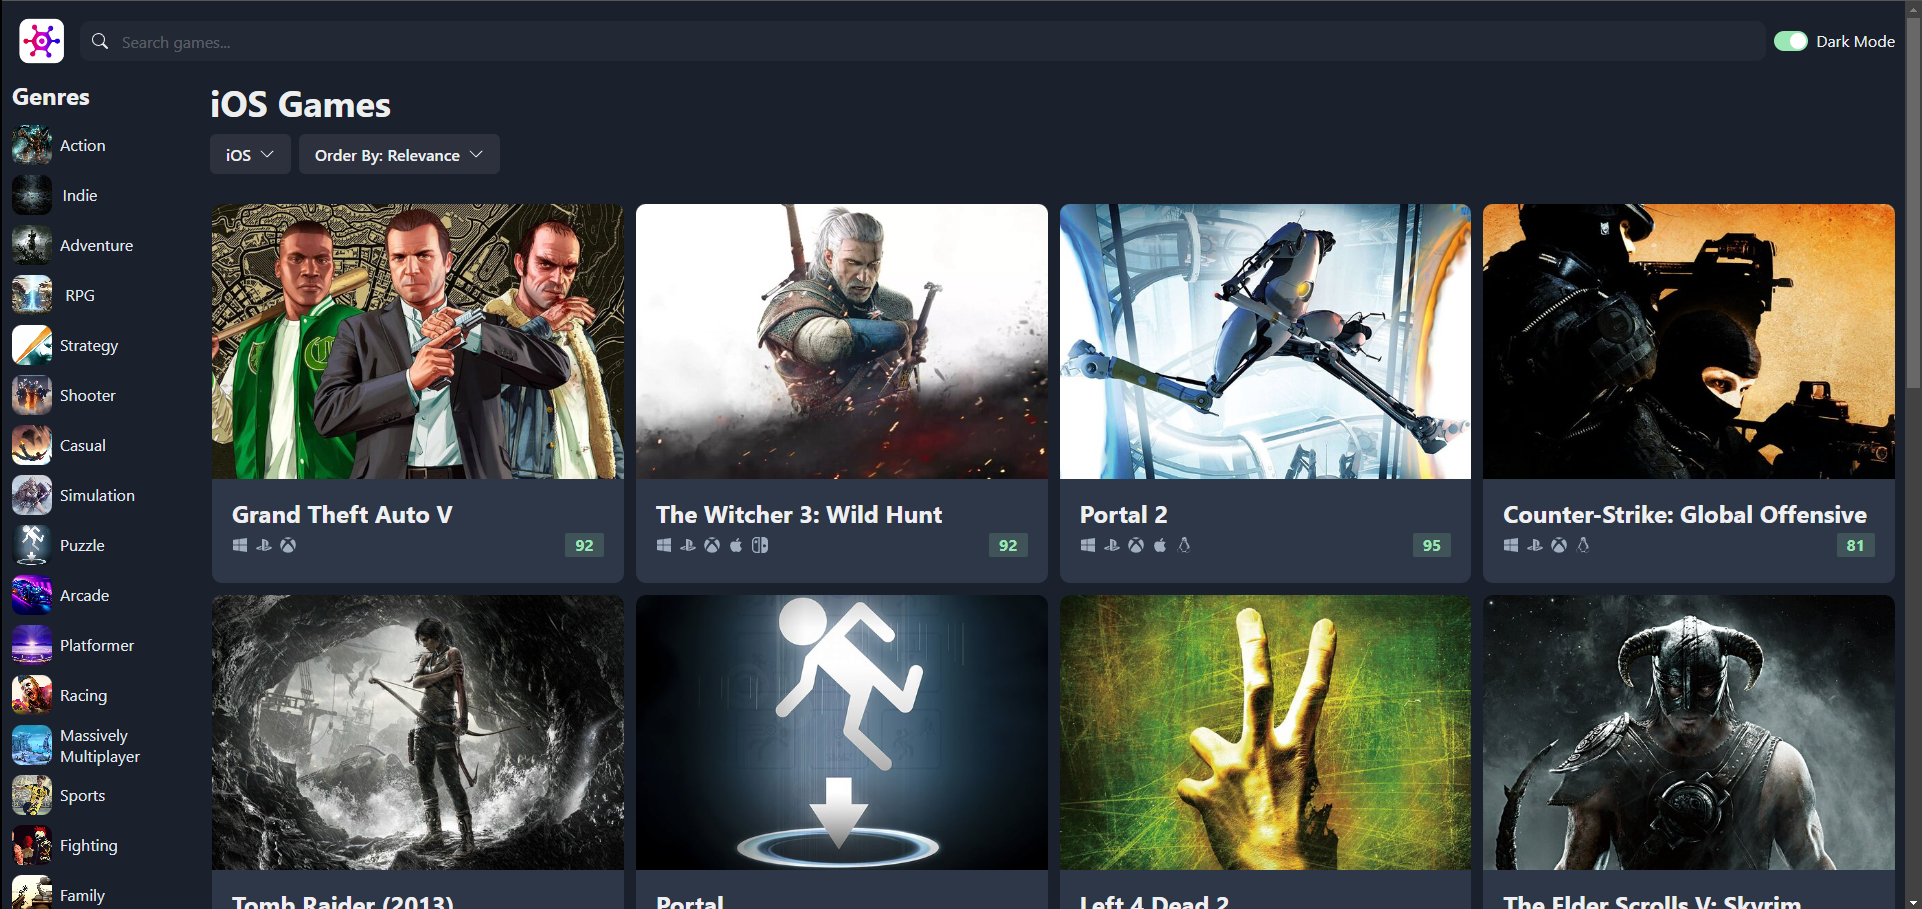 Search games...
Dark Mode
Genres
Action
Indie
Adventure
RPG
Strategy
Shooter
Casual
Simulation
Puzzle
Arcade
Platformer
Racing
Massively
Multiplayer
Sports
Fighting
Family
iOS Games
iOS
Order By: Relevance
Grand Theft Auto V
92
The Witcher 3: Wild Hunt
92
Portal 2
95
Counter-Strike: Global Offensive
81
Tomb Raider (2013)
Portal
Left 4 Dead 2
The Elder Scrolls V: Skyrim